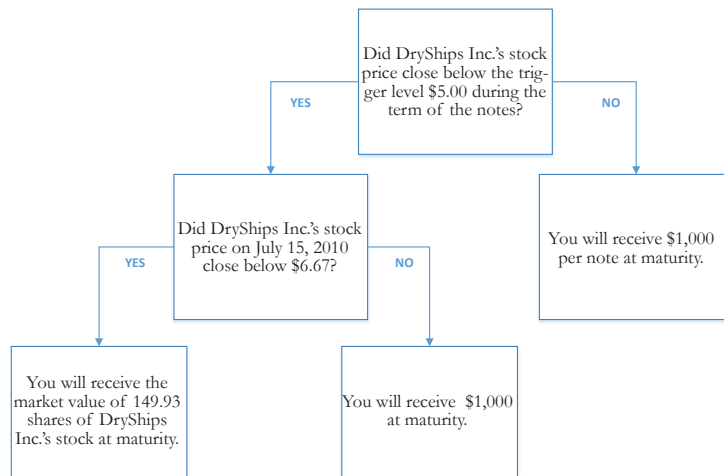 Did DryShips Inc.'s stock
price close below the trig-
ger level $5.00 during the
term of the notes?
YES
NO
Did DryShips Inc.'s stock
price on July 15, 2010
close below $6.67?
You will receive $1,000
per note at maturity.
YES
NO
You will receive the
market value of 149.93
shares of DryShips
Inc.'s stock at maturity.
You will receive $1,000
at maturity.